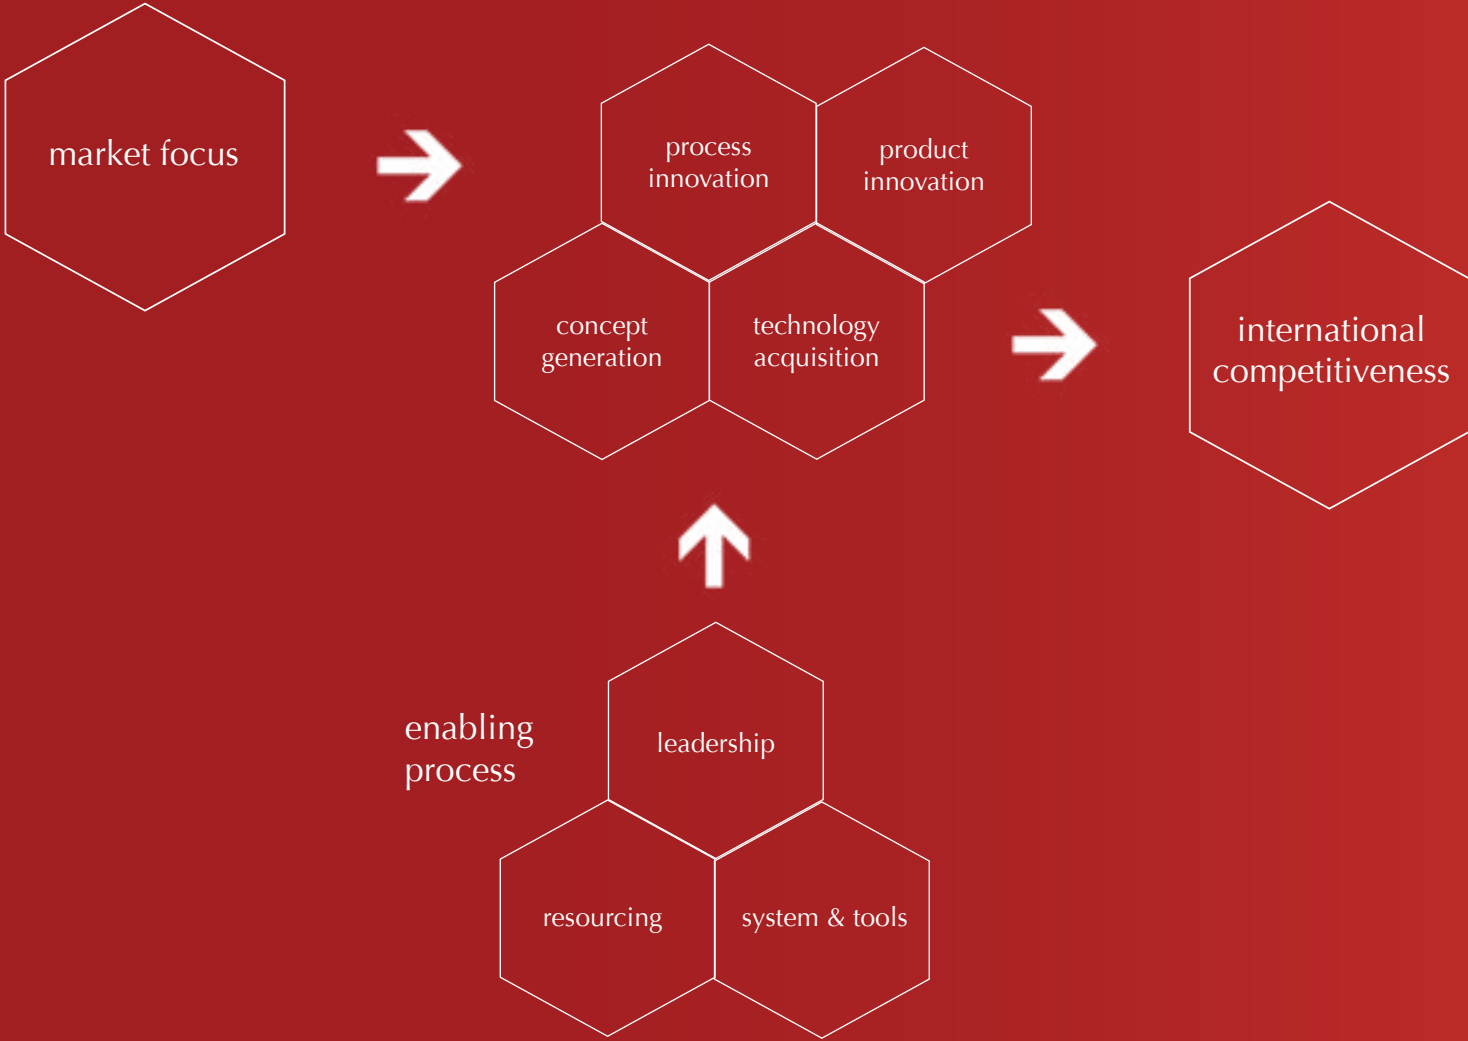 market focus
process
innovation
product
innovation
concept
generation
technology
acquisition
international
competitiveness
enabling
process
leadership
resourcing
system & tools